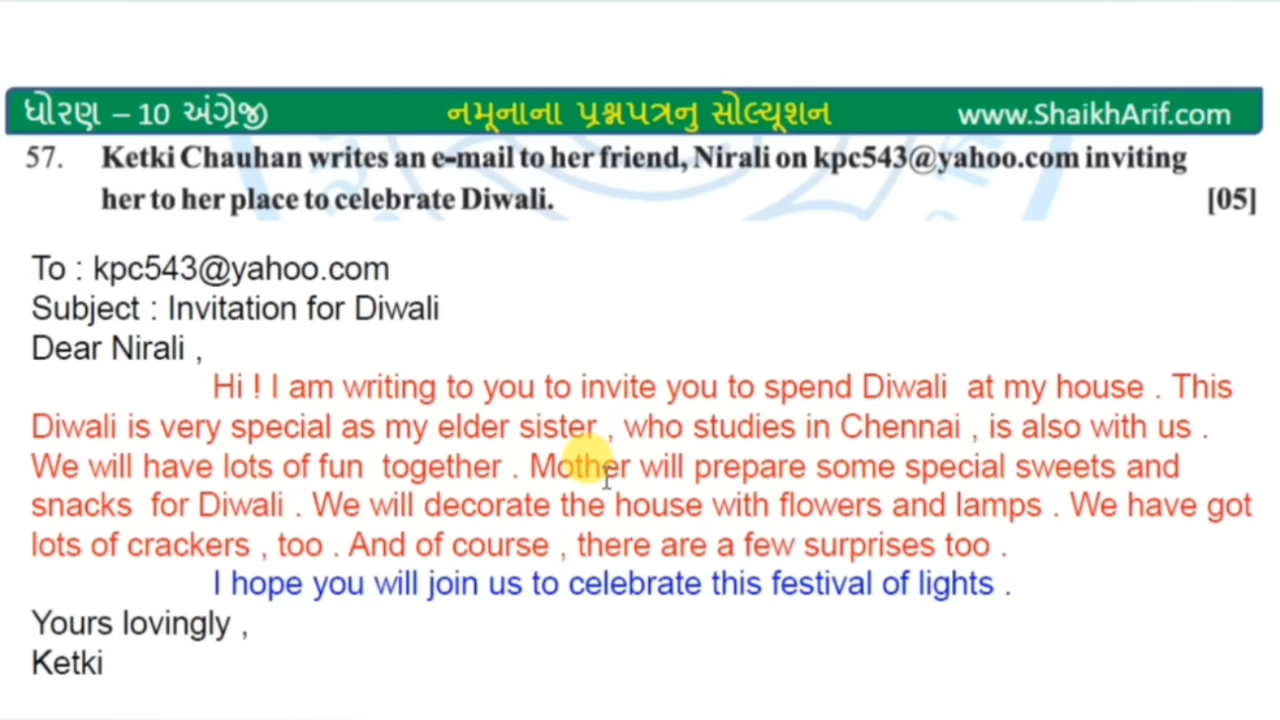 ધોરણ – 10 અંગ્રેજી નમૂનાના પ્રશ્નપત્રનુ સોલ્યૂશન www.ShaikhArif.com
57. Ketki Chauhan writes an e-mail to her friend, Nirali on kpc543@yahoo.com inviting
her to her place to celebrate Diwali. [05]
To : kpc543@yahoo.com
Subject : Invitation for Diwali
Dear Nirali ,
Hi ! I am writing to you to invite you to spend Diwali at my house . This
Diwali is very special as my elder sister , who studies in Chennai , is also with us .
We will have lots of fun together . Mother will prepare some special sweets and
snacks for Diwali . We will decorate the house with flowers and lamps . We have got
lots of crackers , too . And of course , there are a few surprises too .
I hope you will join us to celebrate this festival of lights .
Yours lovingly ,
Ketki